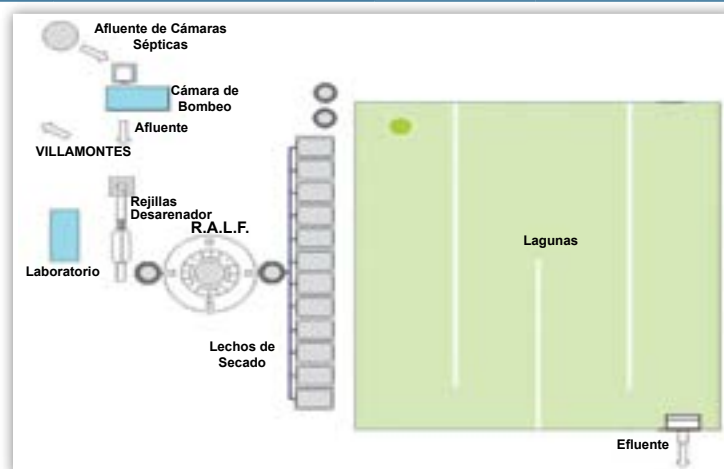 Afluente de Cámaras
Sépticas
Cámara de
Bombeo
Afluente
VILLAMONTES
Rejillas
Desarenador
R.A.L.F.
Laboratorio
Lagunas
Lechos de
Secado
Efluente